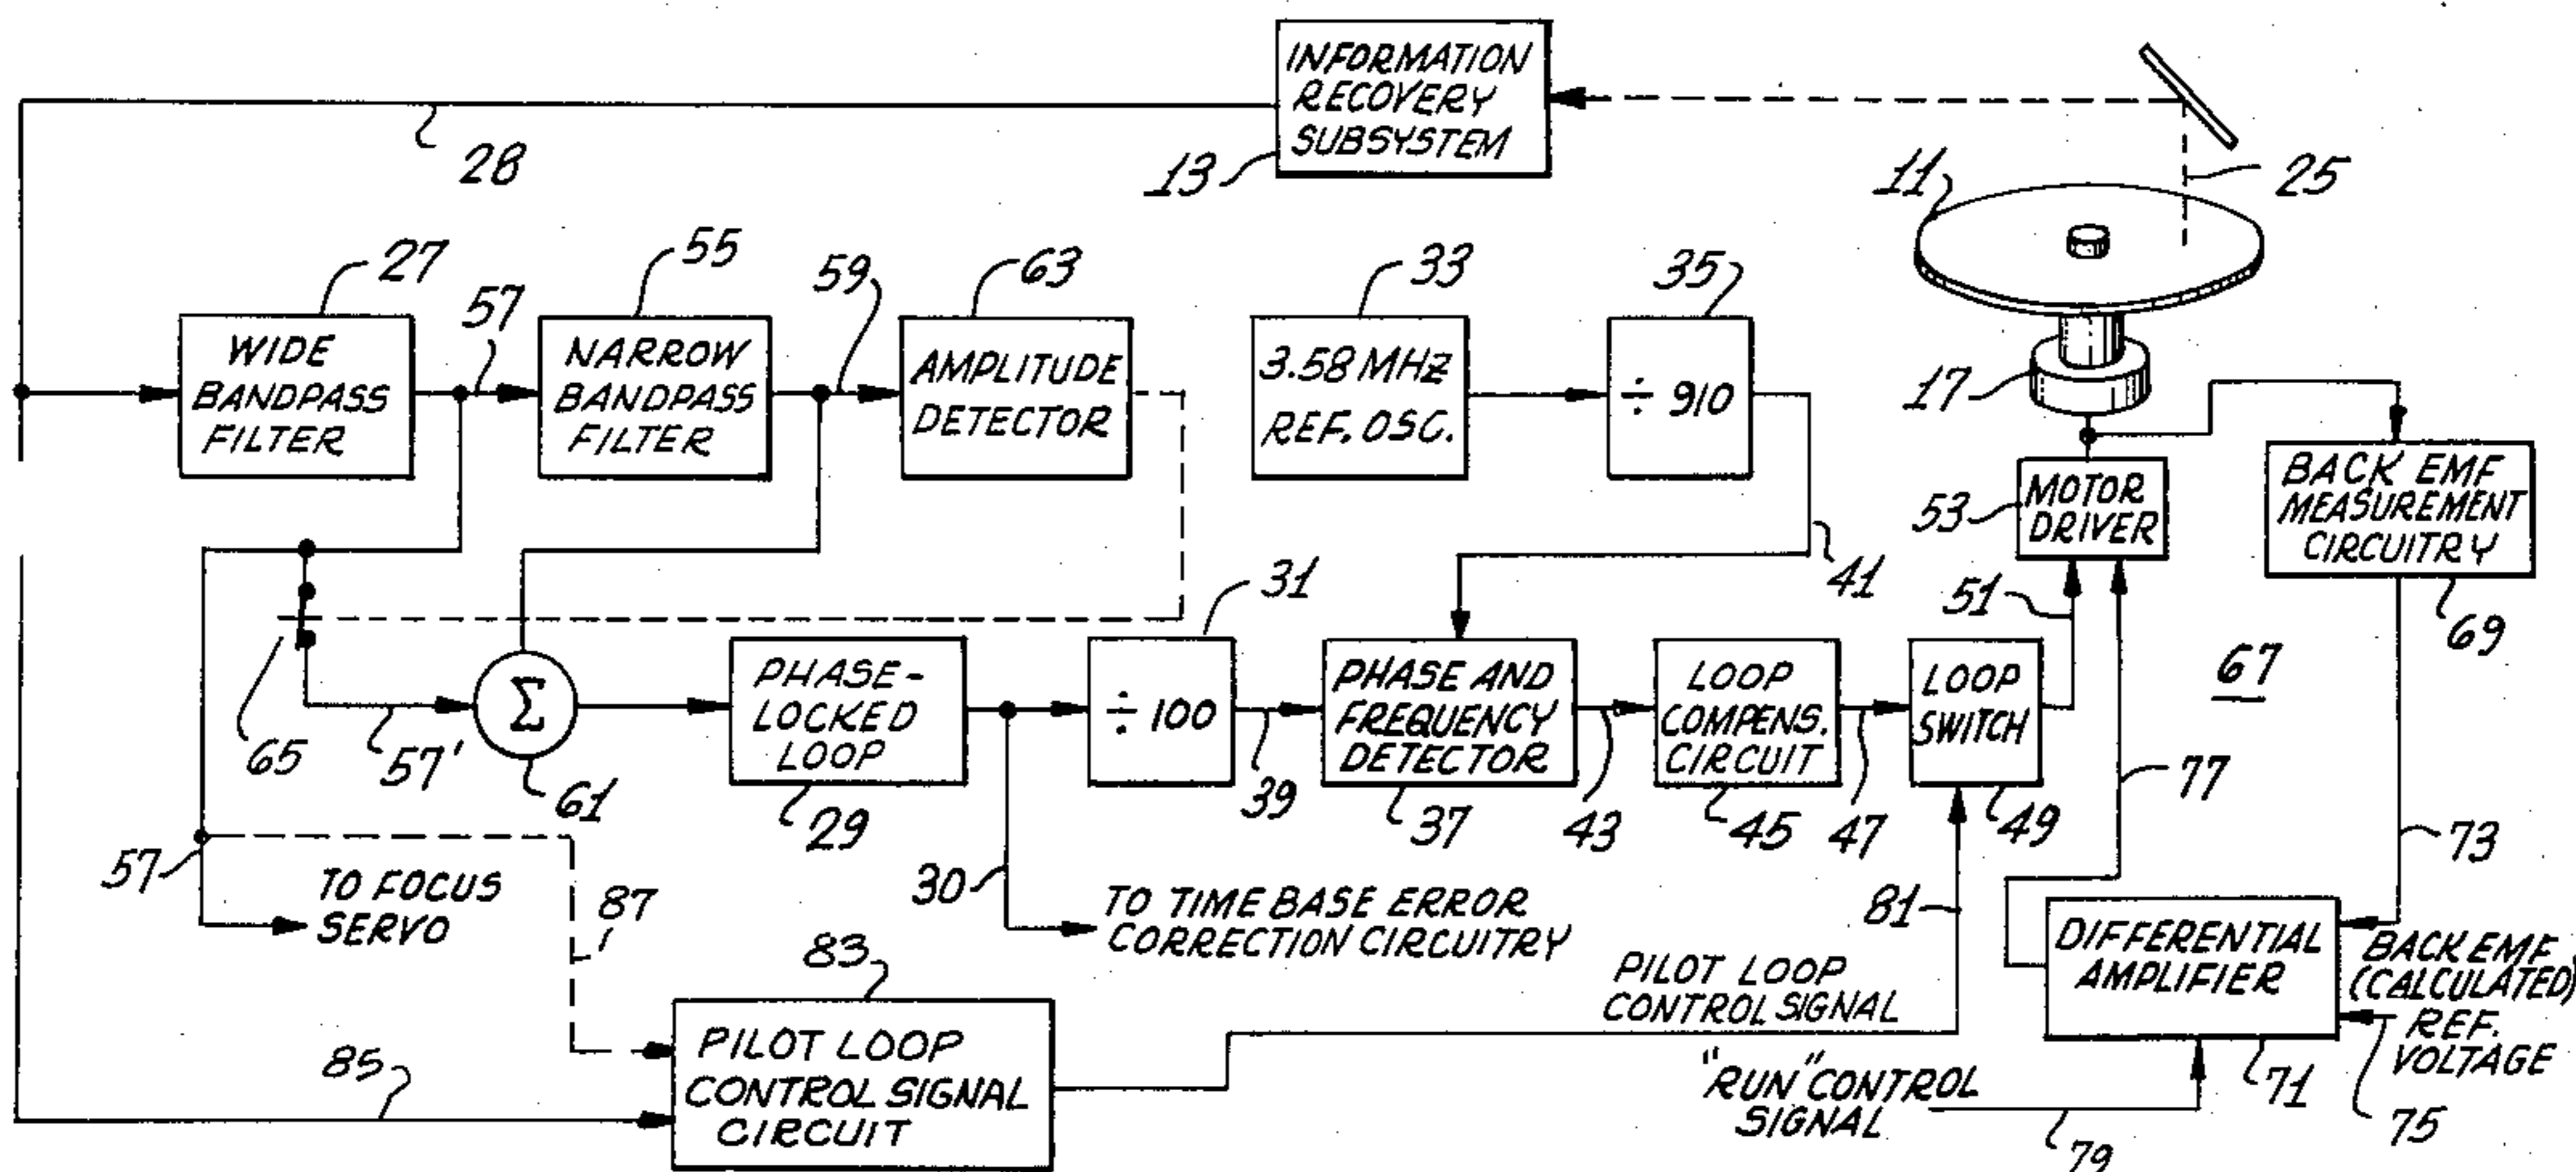 INFORMATION
RECOVERY
SUBSYSTEM
13
28
11
25
27
57
55
59
63
33
35
WIDE
BANDPASS
FILTER
NARROW
BANDPASS
FILTER
AMPLITUDE
DETECTOR
3.58 MHz
REF. OSC.
÷ 910
17
MOTOR
DRIVER
53
BACK EMF
MEASUREMENT
CIRCUITRY
69
41
31
51
67
65
57'
Σ
61
PHASE-
LOCKED
LOOP
29
÷ 100
39
PHASE AND
FREQUENCY
DETECTOR
37
43
LOOP
COMPENS.
CIRCUIT
45
47
LOOP
SWITCH
49
77
73
57
TO FOCUS
SERVO
87
30
TO TIME BASE ERROR
CORRECTION CIRCUITRY
81
DIFFERENTIAL
AMPLIFIER
71
BACK EMF
(CALCULATED)
REF.
VOLTAGE
75
83
PILOT LOOP
CONTROL SIGNAL
85
PILOT LOOP
CONTROL SIGNAL
CIRCUIT
"RUN" CONTROL
SIGNAL
79